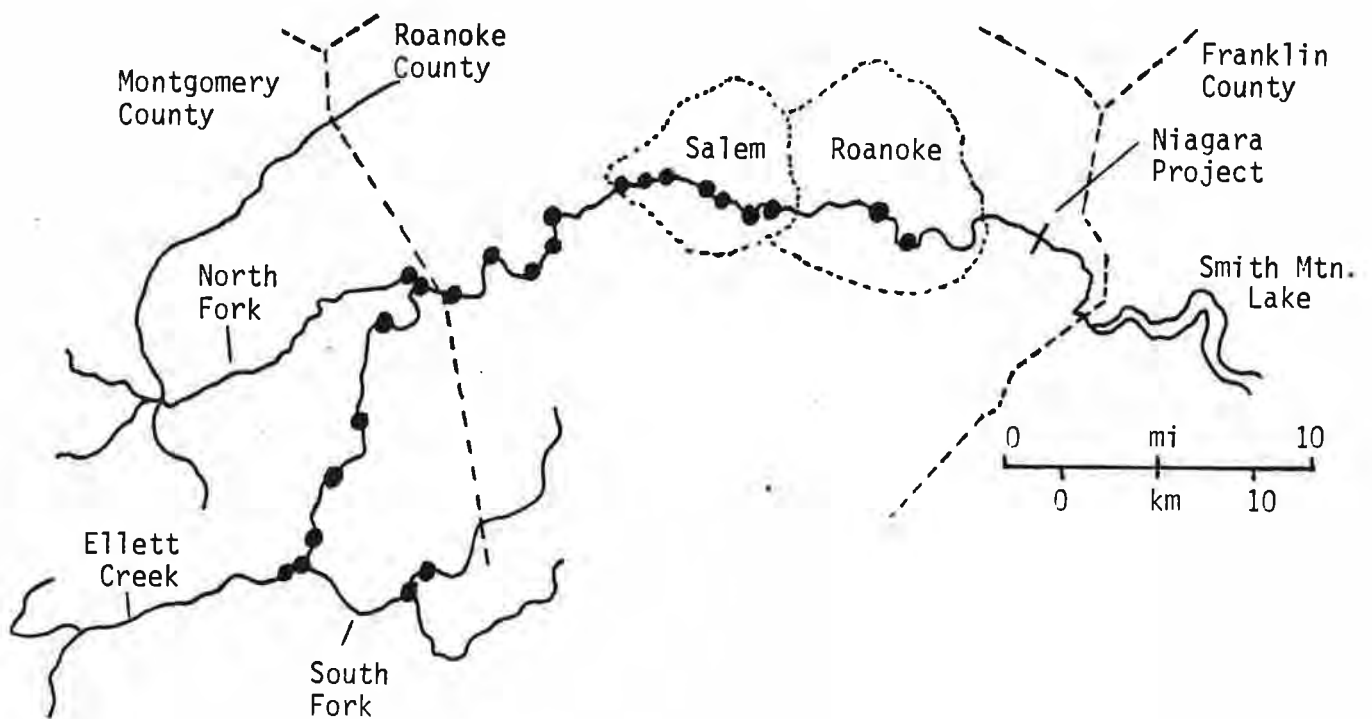 Roanoke
County
Montgomery
County
Franklin
County
Salem
Roanoke
Niagara
Project
North
Fork
Smith Mtn.
Lake
0 mi 10
0 km 10
Ellett
Creek
South
Fork